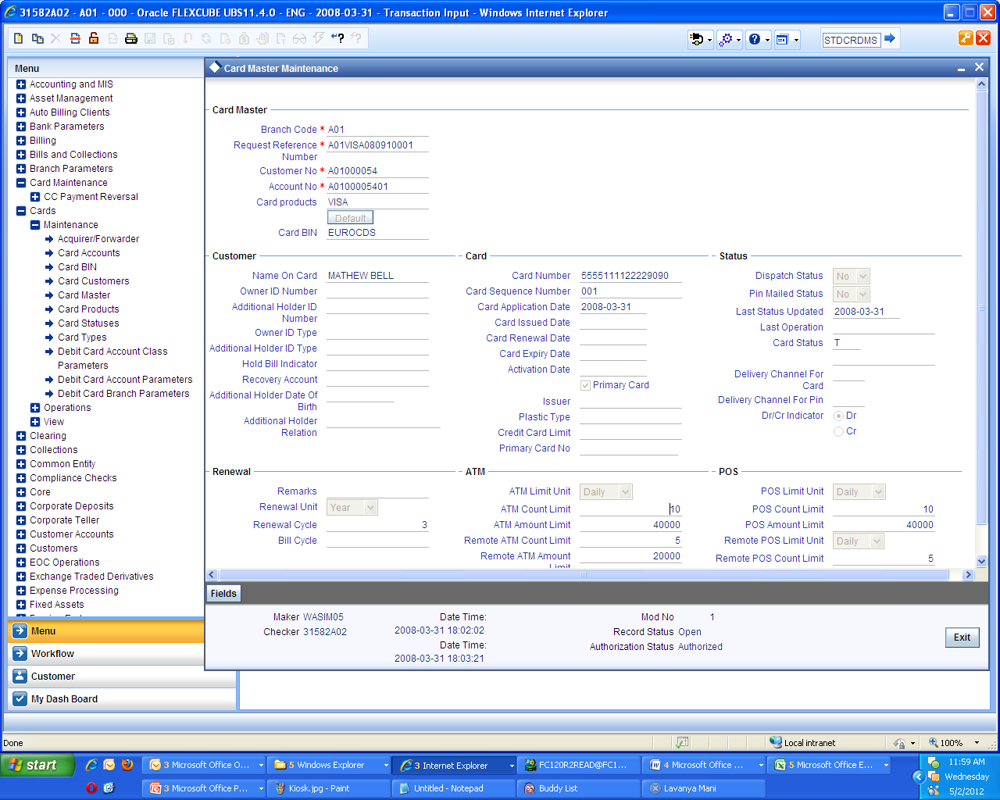 31582A02 - A01 - 000 - Oracle FLEXCUBE UBS11.4.0 - ENG - 2008-03-31 - Transaction Input - Windows Internet Explorer
STDCRDMS
Menu
Accounting and MIS
Asset Management
Auto Billing Clients
Bank Parameters
Billing
Bills and Collections
Branch Parameters
Card Maintenance
CC Payment Reversal
Cards
Maintenance
Acquirer/Forwarder
Card Accounts
Card BIN
Card Customers
Card Master
Card Products
Card Statuses
Card Types
Debit Card Account Class
Parameters
Debit Card Account Parameters
Debit Card Branch Parameters
Operations
View
Clearing
Collections
Common Entity
Compliance Checks
Core
Corporate Deposits
Corporate Teller
Customer Accounts
Customers
EOC Operations
Exchange Traded Derivatives
Expense Processing
Fixed Assets
Menu
Workflow
Customer
My Dash Board
Card Master Maintenance
Card Master
Branch Code * A01
Request Reference * A01VISA080910001
Number
Customer No * A01000054
Account No * A0100005401
Card products VISA
Default
Card BIN EUROCDS
Customer
Name On Card MATHEW BELL
Owner ID Number
Additional Holder ID
Number
Owner ID Type
Additional Holder ID Type
Hold Bill Indicator
Recovery Account
Additional Holder Date Of
Birth
Additional Holder
Relation
Card
Card Number 5555111122229090
Card Sequence Number 001
Card Application Date 2008-03-31
Card Issued Date
Card Renewal Date
Card Expiry Date
Activation Date
Primary Card
Issuer
Plastic Type
Credit Card Limit
Primary Card No
Status
Dispatch Status No
Pin Mailed Status No
Last Status Updated 2008-03-31
Last Operation
Card Status T
Delivery Channel For
Card
Delivery Channel For Pin
Dr/Cr Indicator Dr
Cr
Renewal
Remarks
Renewal Unit Year
Renewal Cycle 3
Bill Cycle
ATM
ATM Limit Unit Daily
ATM Count Limit 10
ATM Amount Limit 40000
Remote ATM Count Limit 5
Remote ATM Amount 20000
Limit
POS
POS Limit Unit Daily
POS Count Limit 10
POS Amount Limit 40000
Remote POS Limit Unit Daily
Remote POS Count Limit 5
Fields
Maker WASIM05
Checker 31582A02
Date Time:
2008-03-31 18:02:02
Date Time:
2008-03-31 18:03:21
Mod No 1
Record Status Open
Authorization Status Authorized
Exit
Done
Local intranet
100%
start
3 Microsoft Office O...
5 Windows Explorer
3 Internet Explorer
FC120R2READ@FC1...
4 Microsoft Office ...
5 Microsoft Office E...
3 Microsoft Office P...
Kiosk.jpg - Paint
Untitled - Notepad
Buddy List
Lavanya Mani
11:59 AM
Wednesday
5/2/2012